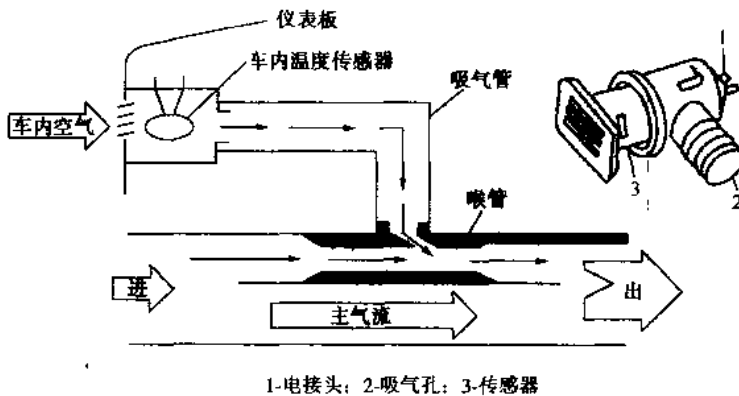 仪表板
车内温度传感器
吸气管
车内空气
1
3
2
喉管
进
出
主气流
1-电接头；2-吸气孔；3-传感器